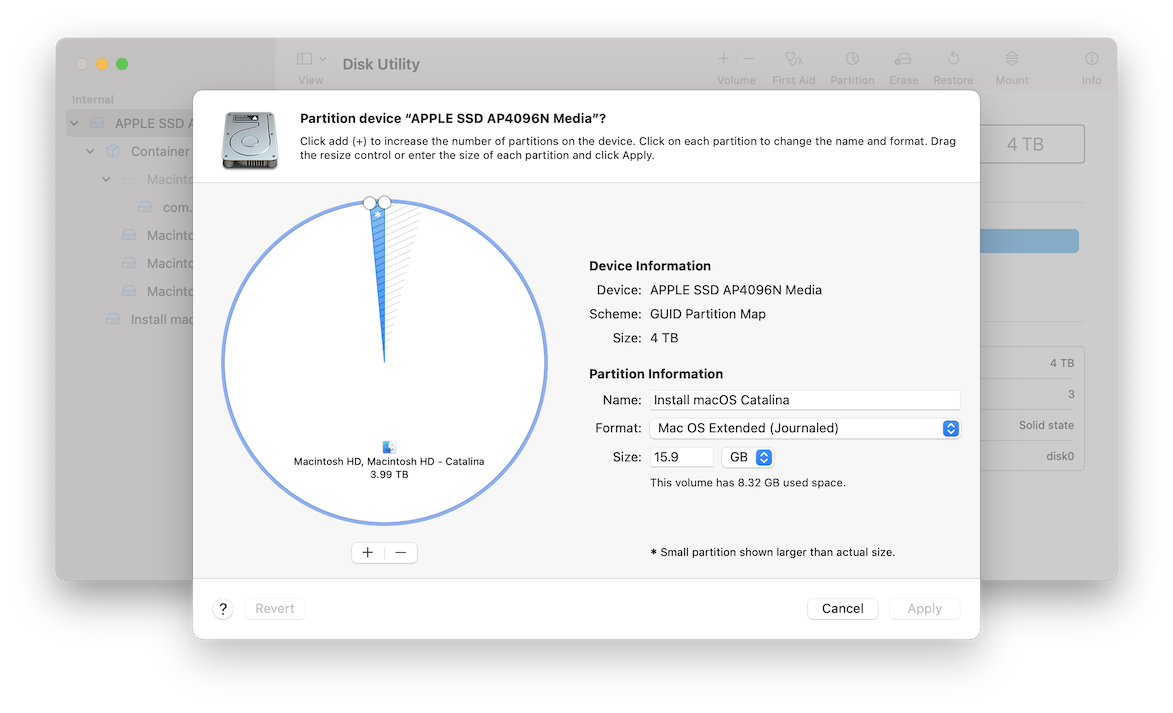 Disk Utility
View
Volume
First Aid
Partition
Erase
Restore
Mount
Info
Internal
APPLE SSD A
Container
Macinto
com.
Macinto
Macinto
Macinto
Install mac
4 TB
4 TB
3
Solid state
disk0
Partition device “APPLE SSD AP4096N Media”?
Click add (+) to increase the number of partitions on the device. Click on each partition to change the name and format. Drag
the resize control or enter the size of each partition and click Apply.
*
Macintosh HD, Macintosh HD - Catalina
3.99 TB
+ −
Device Information
Device: APPLE SSD AP4096N Media
Scheme: GUID Partition Map
Size: 4 TB
Partition Information
Name: Install macOS Catalina
Format: Mac OS Extended (Journaled)
Size: 15.9 GB
This volume has 8.32 GB used space.
* Small partition shown larger than actual size.
? Revert
Cancel Apply